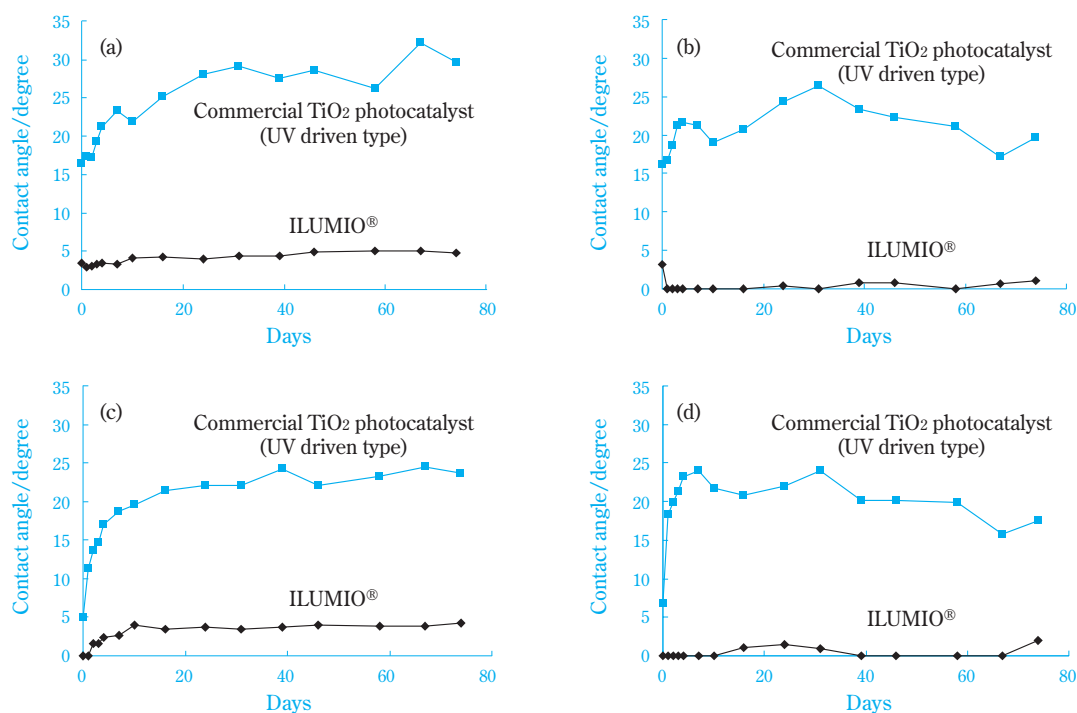 (a)
Commercial TiO2 photocatalyst
(UV driven type)
ILUMIO®
Contact angle/degree
35
30
25
20
15
10
5
0
0 20 40 60 80
Days
(b)
Commercial TiO2 photocatalyst
(UV driven type)
ILUMIO®
Contact angle/degree
35
30
25
20
15
10
5
0
0 20 40 60 80
Days
(c)
Commercial TiO2 photocatalyst
(UV driven type)
ILUMIO®
Contact angle/degree
35
30
25
20
15
10
5
0
0 20 40 60 80
Days
(d)
Commercial TiO2 photocatalyst
(UV driven type)
ILUMIO®
Contact angle/degree
35
30
25
20
15
10
5
0
0 20 40 60 80
Days